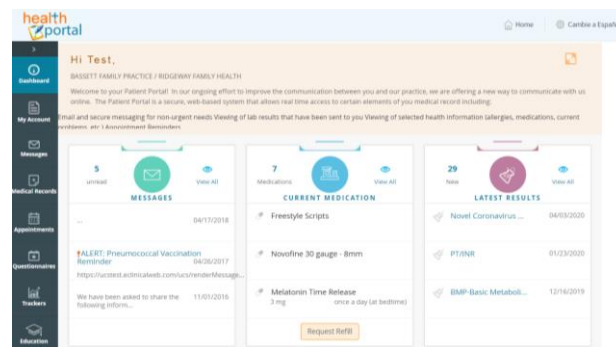 health
portal
Home
Cambie a Españ
Hi Test,
BASSETT FAMILY PRACTICE / RIDGEWAY FAMILY HEALTH
Welcome to your Patient Portal! In our ongoing effort to improve the communication between you and our practice, we are offering a new way to communicate with us
online. The Patient Portal is a secure, web-based system that allows real time access to certain elements of you medical record including:
Email and secure messaging for non-urgent needs Viewing of lab results that have been sent to you Viewing of selected health information (allergies, medications, current
problems, etc.) Appointment Reminders
Dashboard
My Account
Messages
Medical Records
Appointments
Questionnaires
Trackers
Education
5
unread
View All
MESSAGES
... 04/17/2018
!ALERT: Pneumococcal Vaccination
Reminder 04/26/2017
https://ucstest.eclinicalweb.com/ucs/renderMessage...
We have been asked to share the 11/01/2016
following inform...
7
Medications
View All
CURRENT MEDICATION
Freestyle Scripts
Novofine 30 gauge - 8mm
Melatonin Time Release
3 mg once a day (at bedtime)
Request Refill
29
New
View All
LATEST RESULTS
Novel Coronavirus ... 04/03/2020
PT/INR 01/23/2020
BMP-Basic Metaboli... 12/16/2019